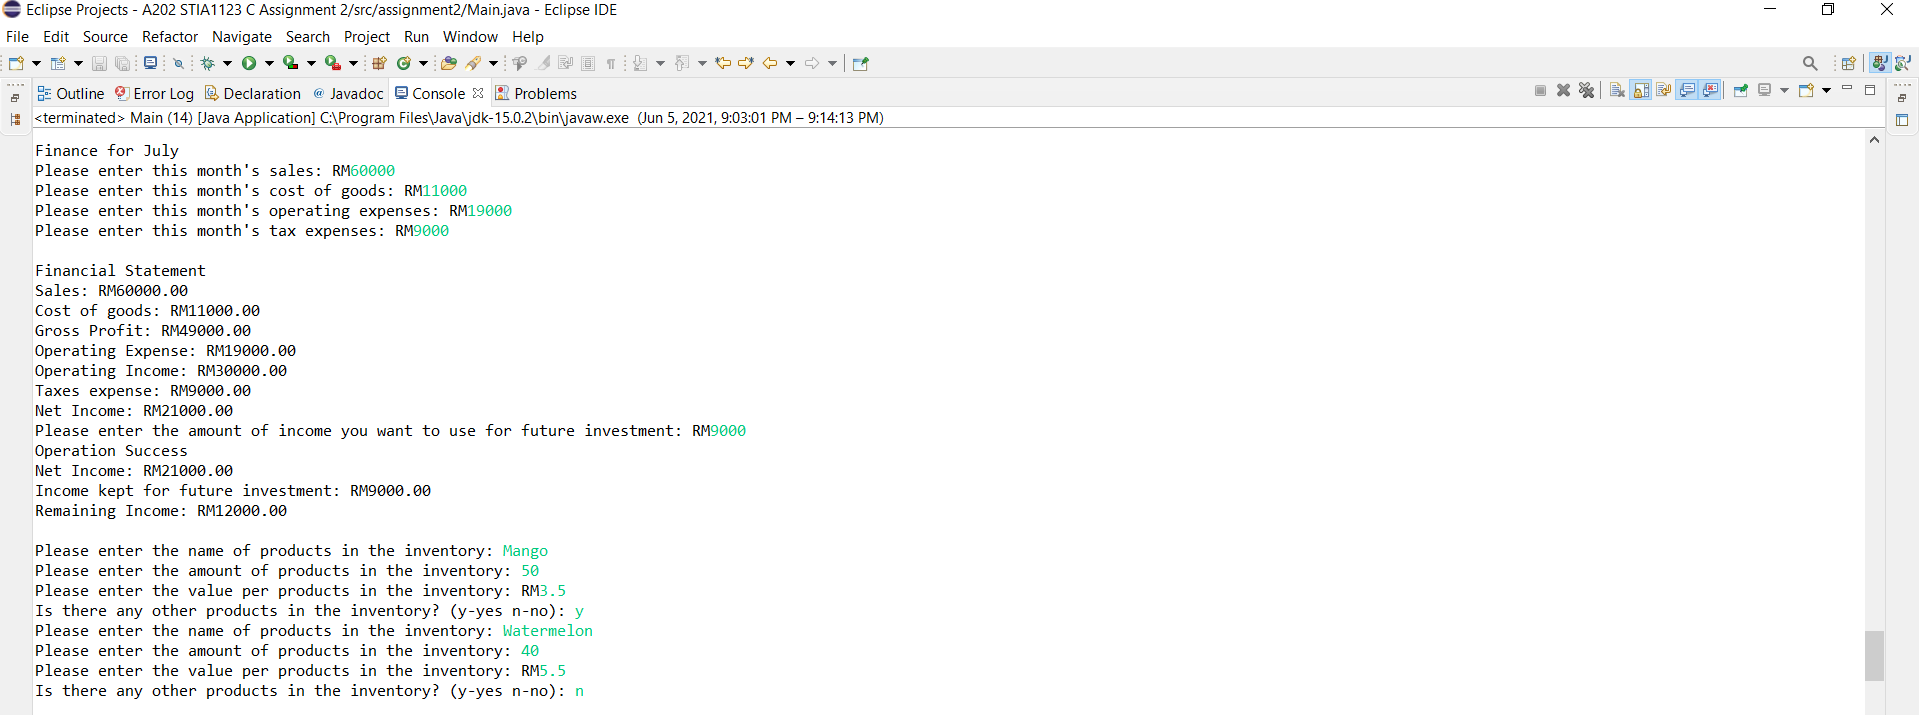 Eclipse Projects - A202 STIA1123 C Assignment 2/src/assignment2/Main.java - Eclipse IDE
File Edit Source Refactor Navigate Search Project Run Window Help
Outline Error Log Declaration @ Javadoc Console Problems
<terminated> Main (14) [Java Application] C:\Program Files\Java\jdk-15.0.2\bin\javaw.exe (Jun 5, 2021, 9:03:01 PM – 9:14:13 PM)
Finance for July
Please enter this month's sales: RM60000
Please enter this month's cost of goods: RM11000
Please enter this month's operating expenses: RM19000
Please enter this month's tax expenses: RM9000
Financial Statement
Sales: RM60000.00
Cost of goods: RM11000.00
Gross Profit: RM49000.00
Operating Expense: RM19000.00
Operating Income: RM30000.00
Taxes expense: RM9000.00
Net Income: RM21000.00
Please enter the amount of income you want to use for future investment: RM9000
Operation Success
Net Income: RM21000.00
Income kept for future investment: RM9000.00
Remaining Income: RM12000.00
Please enter the name of products in the inventory: Mango
Please enter the amount of products in the inventory: 50
Please enter the value per products in the inventory: RM3.5
Is there any other products in the inventory? (y-yes n-no): y
Please enter the name of products in the inventory: Watermelon
Please enter the amount of products in the inventory: 40
Please enter the value per products in the inventory: RM5.5
Is there any other products in the inventory? (y-yes n-no): n